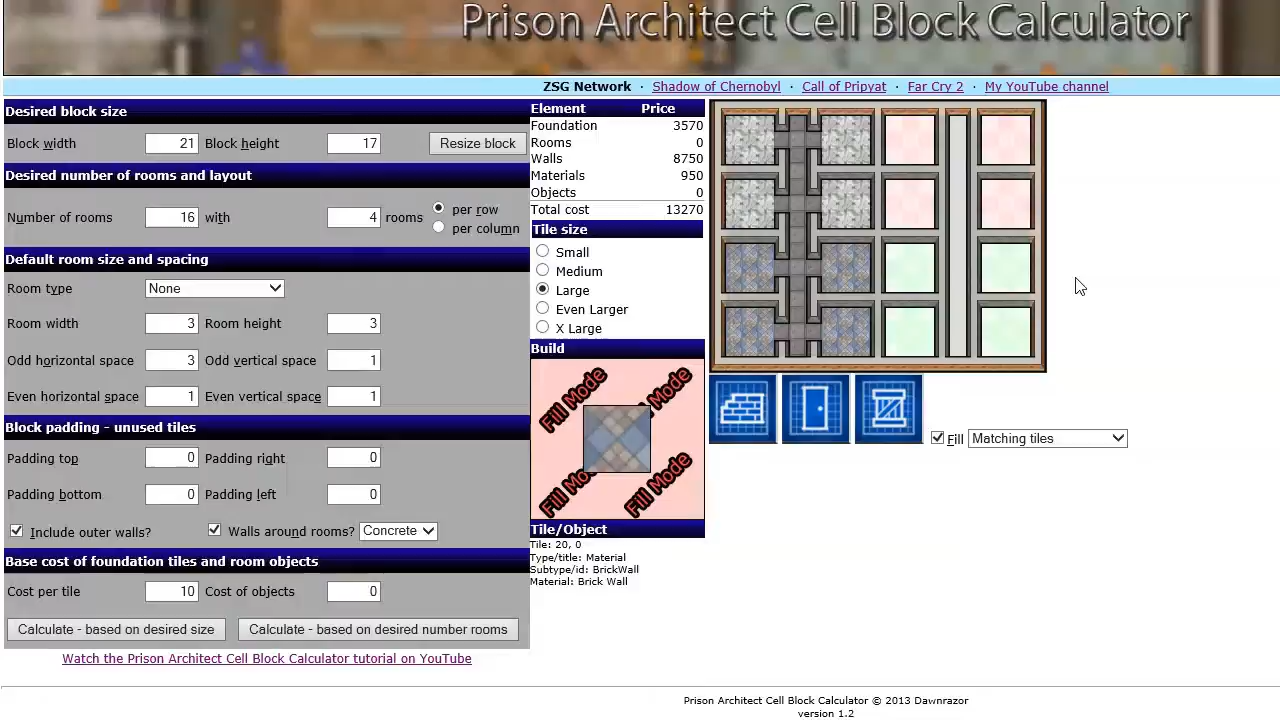 Prison Architect Cell Block Calculator
ZSG Network · Shadow of Chernobyl · Call of Pripyat · Far Cry 2 · My YouTube channel
Desired block size
Block width 21 Block height 17 Resize block
Desired number of rooms and layout
Number of rooms 16 with 4 rooms per row
per column
Default room size and spacing
Room type None
Room width 3 Room height 3
Odd horizontal space 3 Odd vertical space 1
Even horizontal space 1 Even vertical space 1
Block padding - unused tiles
Padding top 0 Padding right 0
Padding bottom 0 Padding left 0
Include outer walls? Walls around rooms? Concrete
Base cost of foundation tiles and room objects
Cost per tile 10 Cost of objects 0
Calculate - based on desired size Calculate - based on desired number rooms
Watch the Prison Architect Cell Block Calculator tutorial on YouTube
Element Price
Foundation 3570
Rooms 0
Walls 8750
Materials 950
Objects 0
Total cost 13270
Tile size
Small
Medium
Large
Even Larger
X Large
Build
Fill Mode Fill Mode
Fill Mode Fill Mode
Tile/Object
Tile: 20, 0
Type/title: Material
Subtype/id: BrickWall
Material: Brick Wall
Fill Matching tiles
Prison Architect Cell Block Calculator © 2013 Dawnrazor
version 1.2